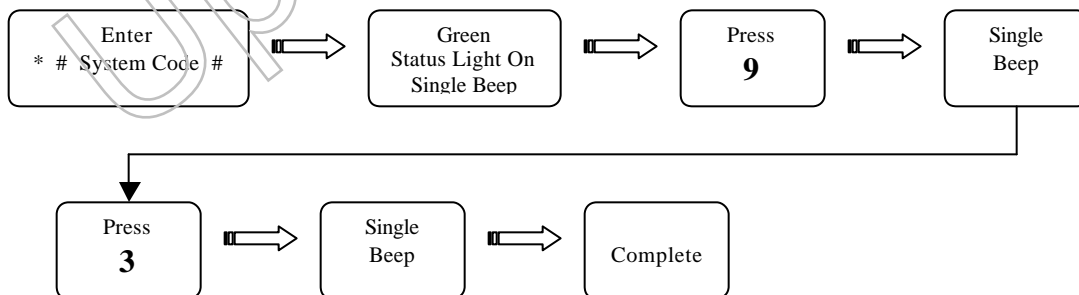 Enter
* # System Code #
Green
Status Light On
Single Beep
Press
9
Single
Beep
Press
3
Single
Beep
Complete